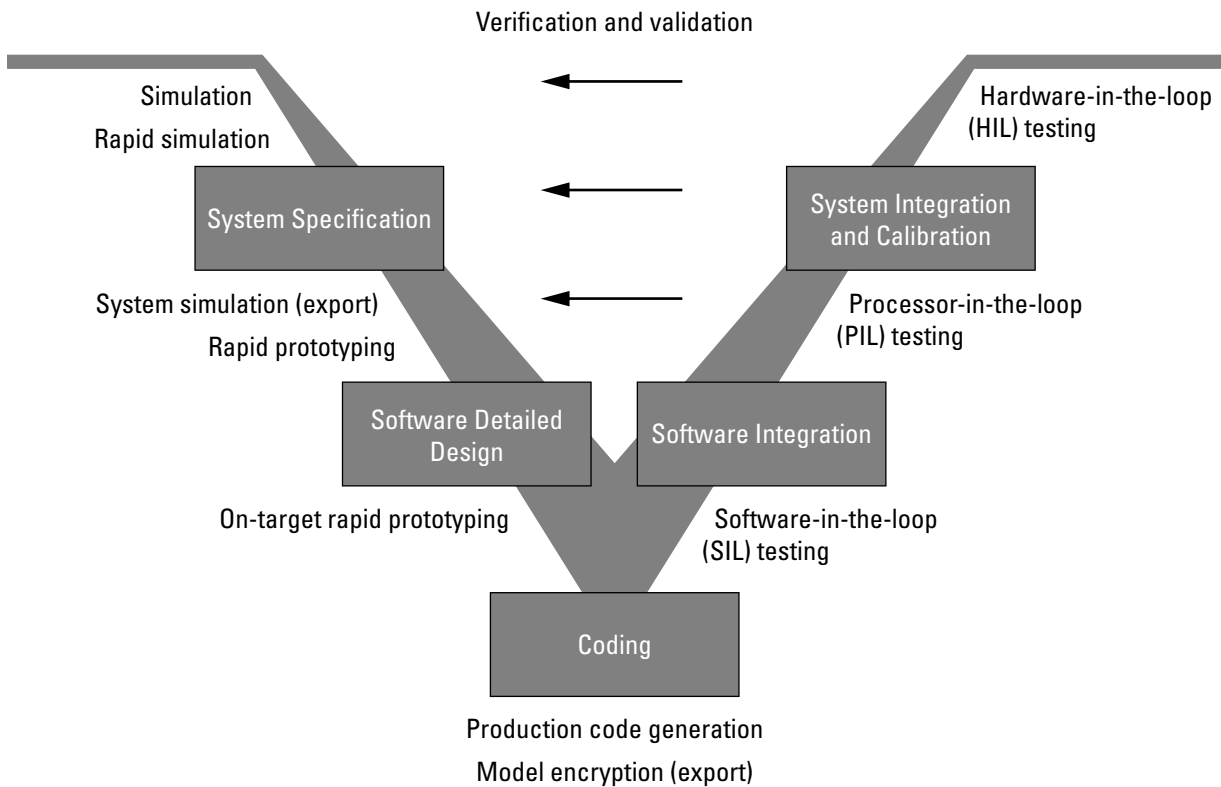 Verification and validation
Simulation
Rapid simulation
Hardware-in-the-loop
(HIL) testing
System Specification
System Integration
and Calibration
System simulation (export)
Rapid prototyping
Processor-in-the-loop
(PIL) testing
Software Detailed
Design
Software Integration
On-target rapid prototyping
Software-in-the-loop
(SIL) testing
Coding
Production code generation
Model encryption (export)